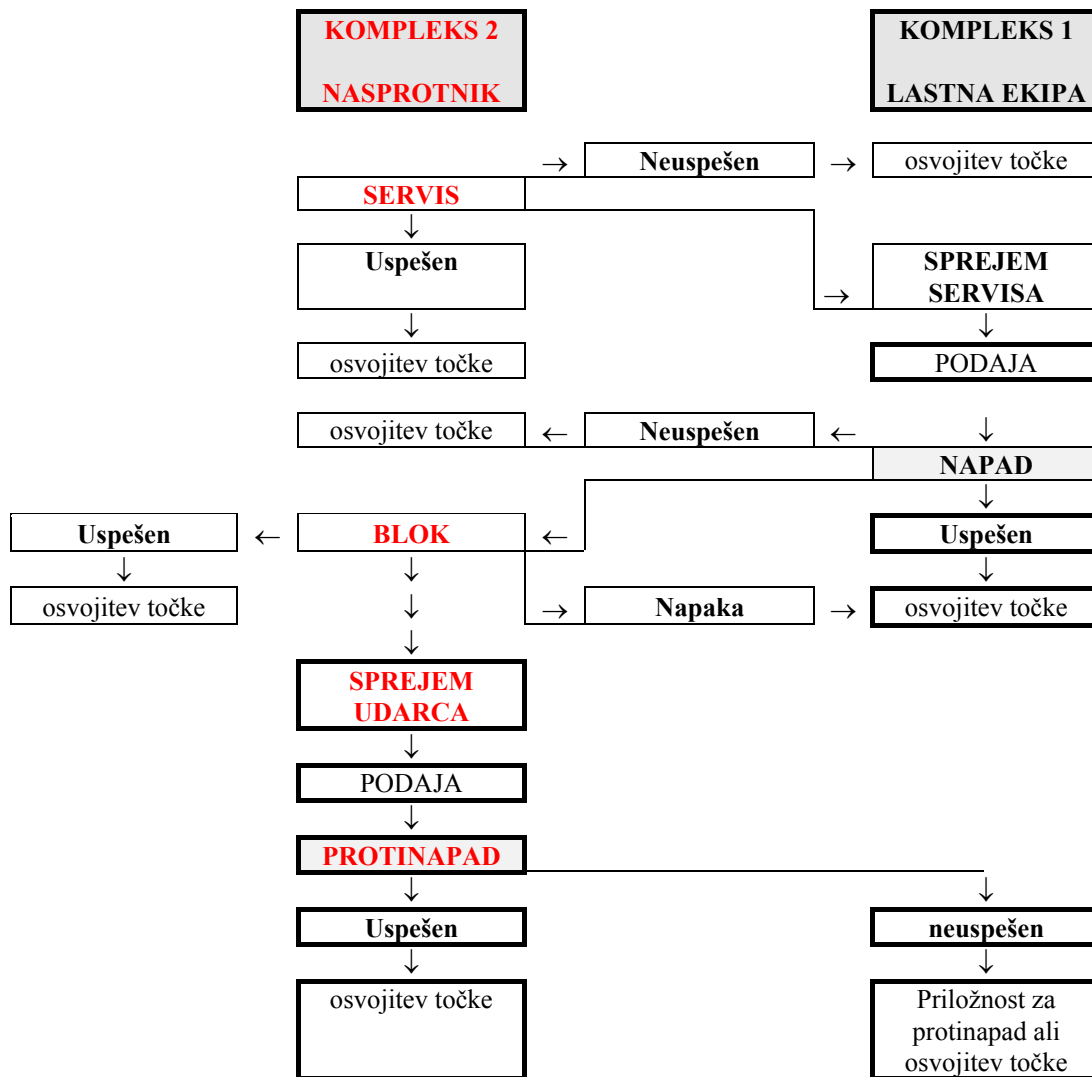 KOMPLEKS 2
NASPROTNIK
KOMPLEKS 1
LASTNA EKIPA
→ Neuspešen → osvojitev točke
SERVIS
↓
Uspešen
SPREJEM
SERVISA
→
↓ ↓
osvojitev točke PODAJA
osvojitev točke ← Neuspešen ← ↓
NAPAD
↓
Uspešen ← BLOK ← Uspešen
↓ ↓ ↓
osvojitev točke ↓ → Napaka → osvojitev točke
↓
SPREJEM
UDARCA
↓
PODAJA
↓
PROTINAPAD
↓ ↓
Uspešen neuspešen
↓ ↓
osvojitev točke
Priložnost za
protinapad ali
osvojitev točke